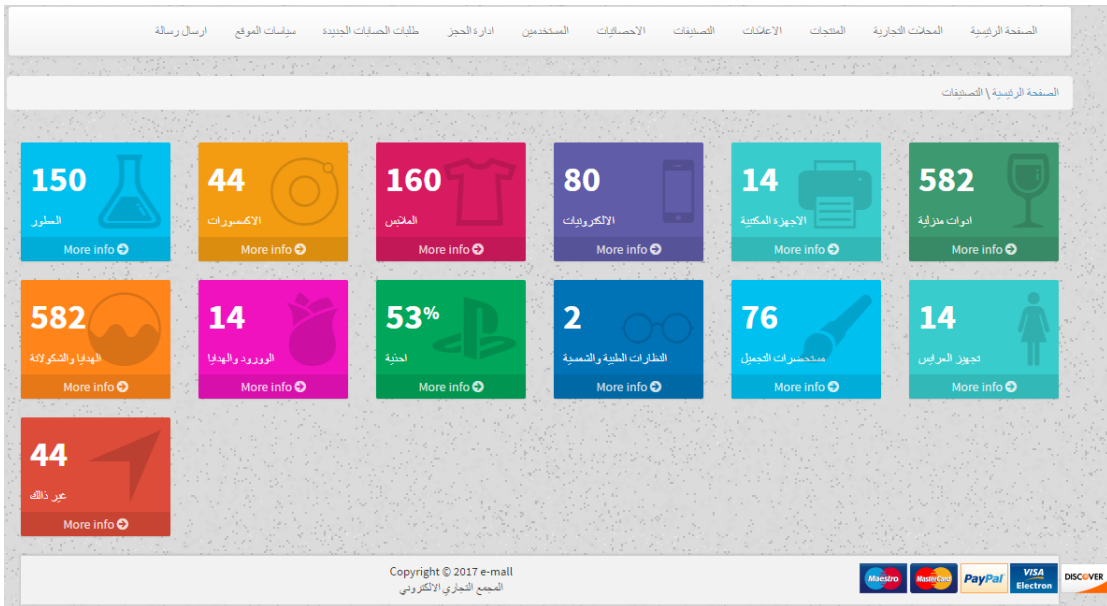 الصفحة الرئيسية المحلات التجارية المنتجات الاعلانات التصنيفات الاحصائيات المستخدمين ادارة الحجز طلبات الحسابات الجديدة سياسات الموقع ارسال رسالة
الصفحة الرئيسية \ التصنيفات
582
ادوات منزلية
More info
14
الاجهزة المكتبية
More info
80
الالكترونيات
More info
160
الملابس
More info
44
الاكسسورات
More info
150
العطور
More info
14
تجهيز العرايس
More info
76
مستحضرات التجميل
More info
2
النظارات الطبية والشمسية
More info
53%
احذية
More info
14
الوورود والهدايا
More info
582
الهدايا والشكولاتة
More info
44
غير ذالك
More info
Copyright © 2017 e-mall
المجمع التجاري الالكتروني
Maestro MasterCard PayPal VISA Electron DISCOVER